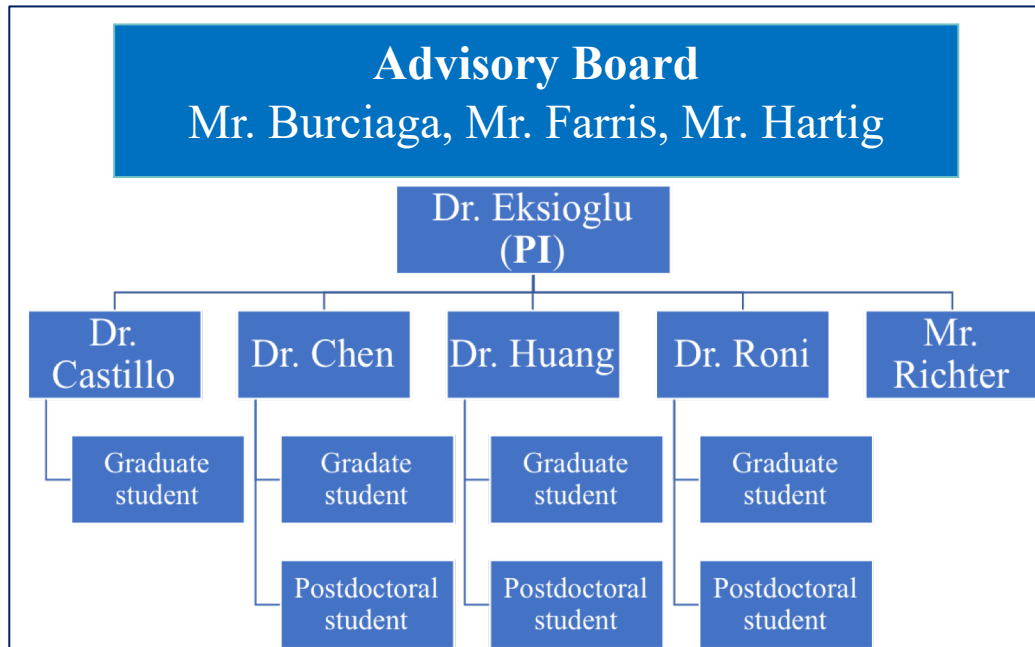 Advisory Board
Mr. Burciaga, Mr. Farris, Mr. Hartig
Dr. Eksioglu
(PI)
Dr.
Castillo
Dr. Chen
Dr. Huang
Dr. Roni
Mr.
Richter
Graduate
student
Gradate
student
Graduate
student
Graduate
student
Postdoctoral
student
Postdoctoral
student
Postdoctoral
student